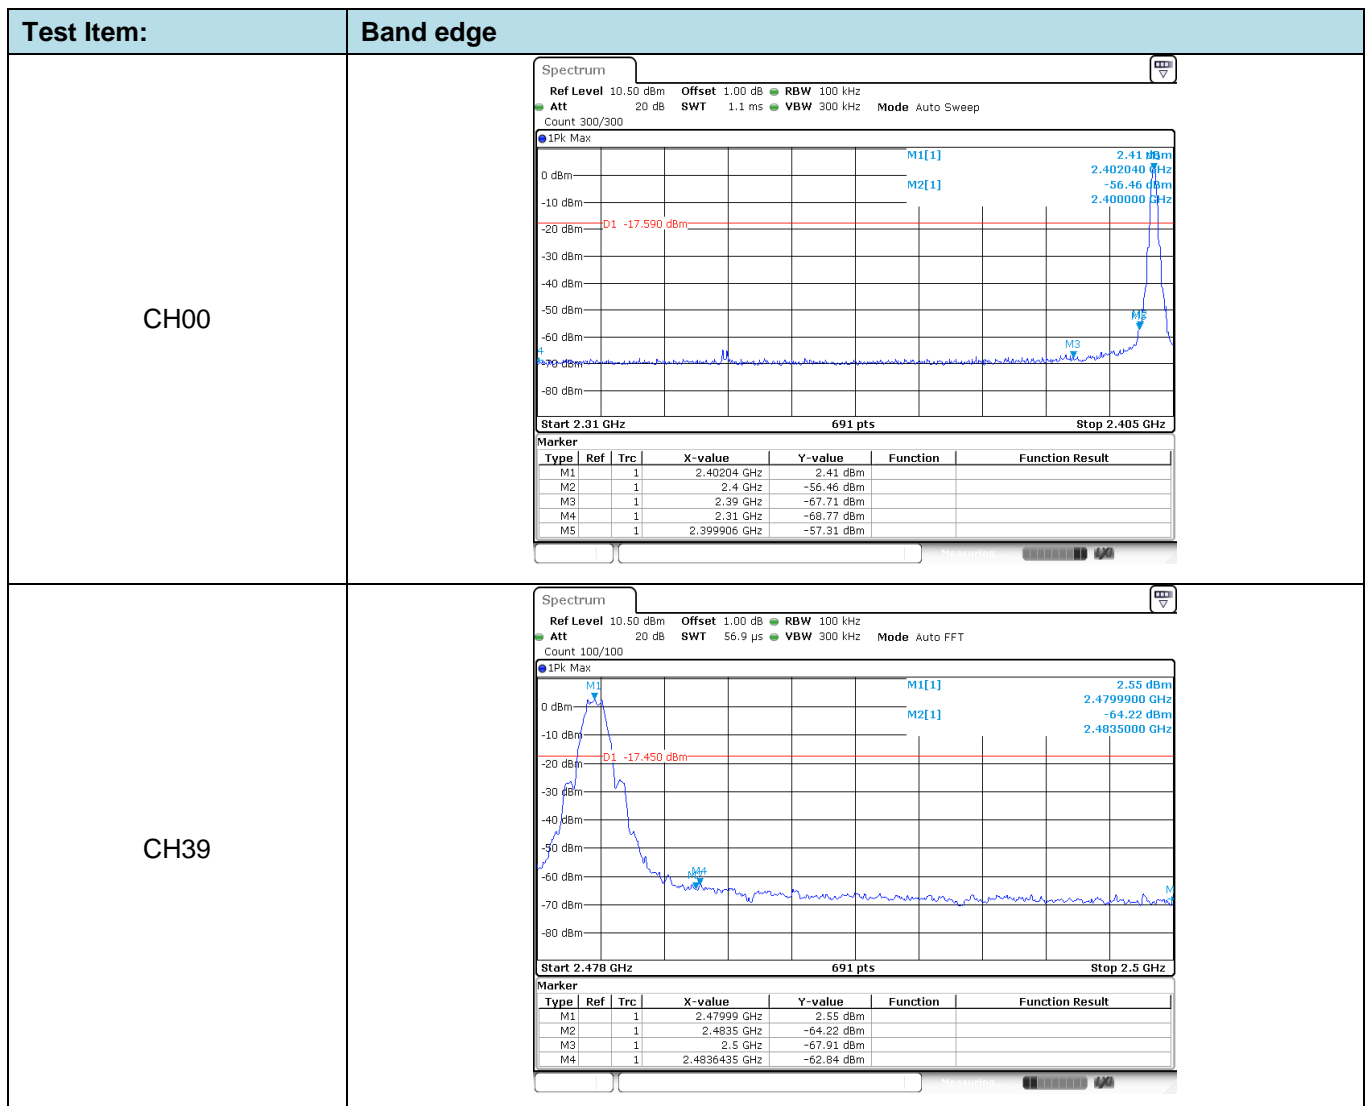 Test Item: Band edge
CH00
Spectrum
Ref Level 10.50 dBm Offset 1.00 dB RBW 100 kHz
Att 20 dB SWT 1.1 ms VBW 300 kHz Mode Auto Sweep
Count 300/300
1Pk Max
M1[1] 2.41 dBm
2.402040 GHz
M2[1] -56.46 dBm
2.400000 GHz
0 dBm
-10 dBm
D1 -17.590 dBm
-20 dBm
-30 dBm
-40 dBm
-50 dBm
-60 dBm
M3
-70 dBm
-80 dBm
Start 2.31 GHz 691 pts Stop 2.405 GHz
Marker
Type Ref Trc X-value Y-value Function Function Result
M1 1 2.40204 GHz 2.41 dBm
M2 1 2.4 GHz -56.46 dBm
M3 1 2.39 GHz -67.71 dBm
M4 1 2.31 GHz -68.77 dBm
M5 1 2.399906 GHz -57.31 dBm
Measuring...
CH39
Spectrum
Ref Level 10.50 dBm Offset 1.00 dB RBW 100 kHz
Att 20 dB SWT 56.9 µs VBW 300 kHz Mode Auto FFT
Count 100/100
1Pk Max
M1
M1[1] 2.55 dBm
2.4799900 GHz
M2[1] -64.22 dBm
2.4835000 GHz
0 dBm
-10 dBm
D1 -17.450 dBm
-20 dBm
-30 dBm
-40 dBm
-50 dBm
M4
-60 dBm
-70 dBm
-80 dBm
Start 2.478 GHz 691 pts Stop 2.5 GHz
Marker
Type Ref Trc X-value Y-value Function Function Result
M1 1 2.47999 GHz 2.55 dBm
M2 1 2.4835 GHz -64.22 dBm
M3 1 2.5 GHz -67.91 dBm
M4 1 2.4836435 GHz -62.84 dBm
Measuring...